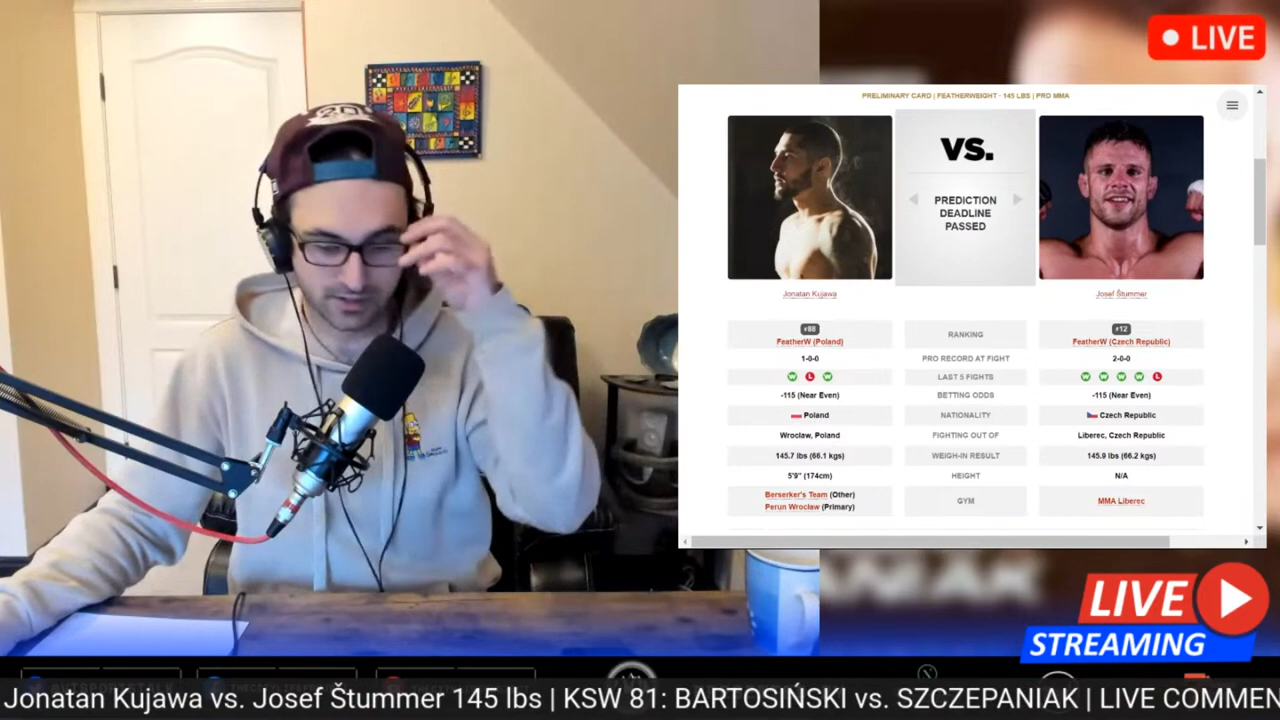 LIVE
PRELIMINARY CARD | FEATHERWEIGHT · 145 LBS | PRO MMA
VS.
PREDICTION
DEADLINE
PASSED
Jonatan Kujawa
Josef Štummer
#88
FeatherW (Poland)
RANKING
#12
FeatherW (Czech Republic)
1-0-0
PRO RECORD AT FIGHT
2-0-0
W L W
LAST 5 FIGHTS
W W W W L
-115 (Near Even)
BETTING ODDS
-115 (Near Even)
Poland
NATIONALITY
Czech Republic
Wroclaw, Poland
FIGHTING OUT OF
Liberec, Czech Republic
145.7 lbs (66.1 kgs)
WEIGH-IN RESULT
145.9 lbs (66.2 kgs)
5'9" (174cm)
HEIGHT
N/A
Berserker's Team (Other)
Perun Wrocław (Primary)
GYM
MMA Liberec
LIVE
STREAMING
Jonatan Kujawa vs. Josef Štummer 145 lbs | KSW 81: BARTOSIŃSKI vs. SZCZEPANIAK | LIVE COMMEN